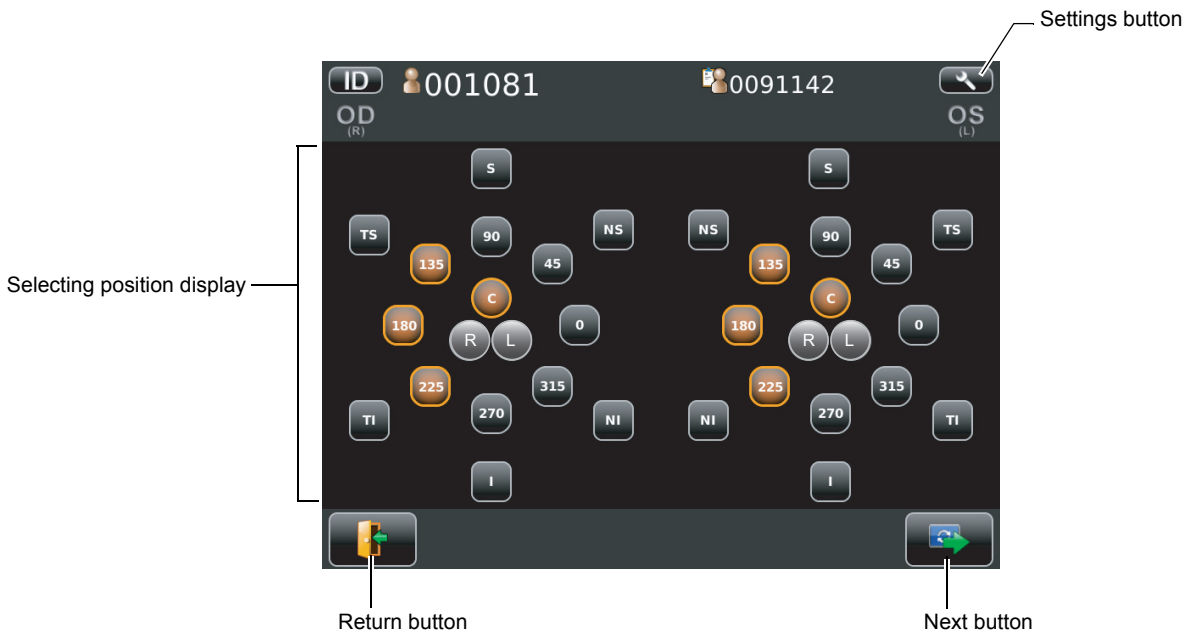 Settings button
ID 001081 0091142
OD OS
(R) (L)
S S
TS NS NS TS
90 90
135 45 135 45
C C
180 0 180 0
R L R L
225 315 225 315
270 270
TI NI NI TI
I I
Selecting position display
Return button Next button